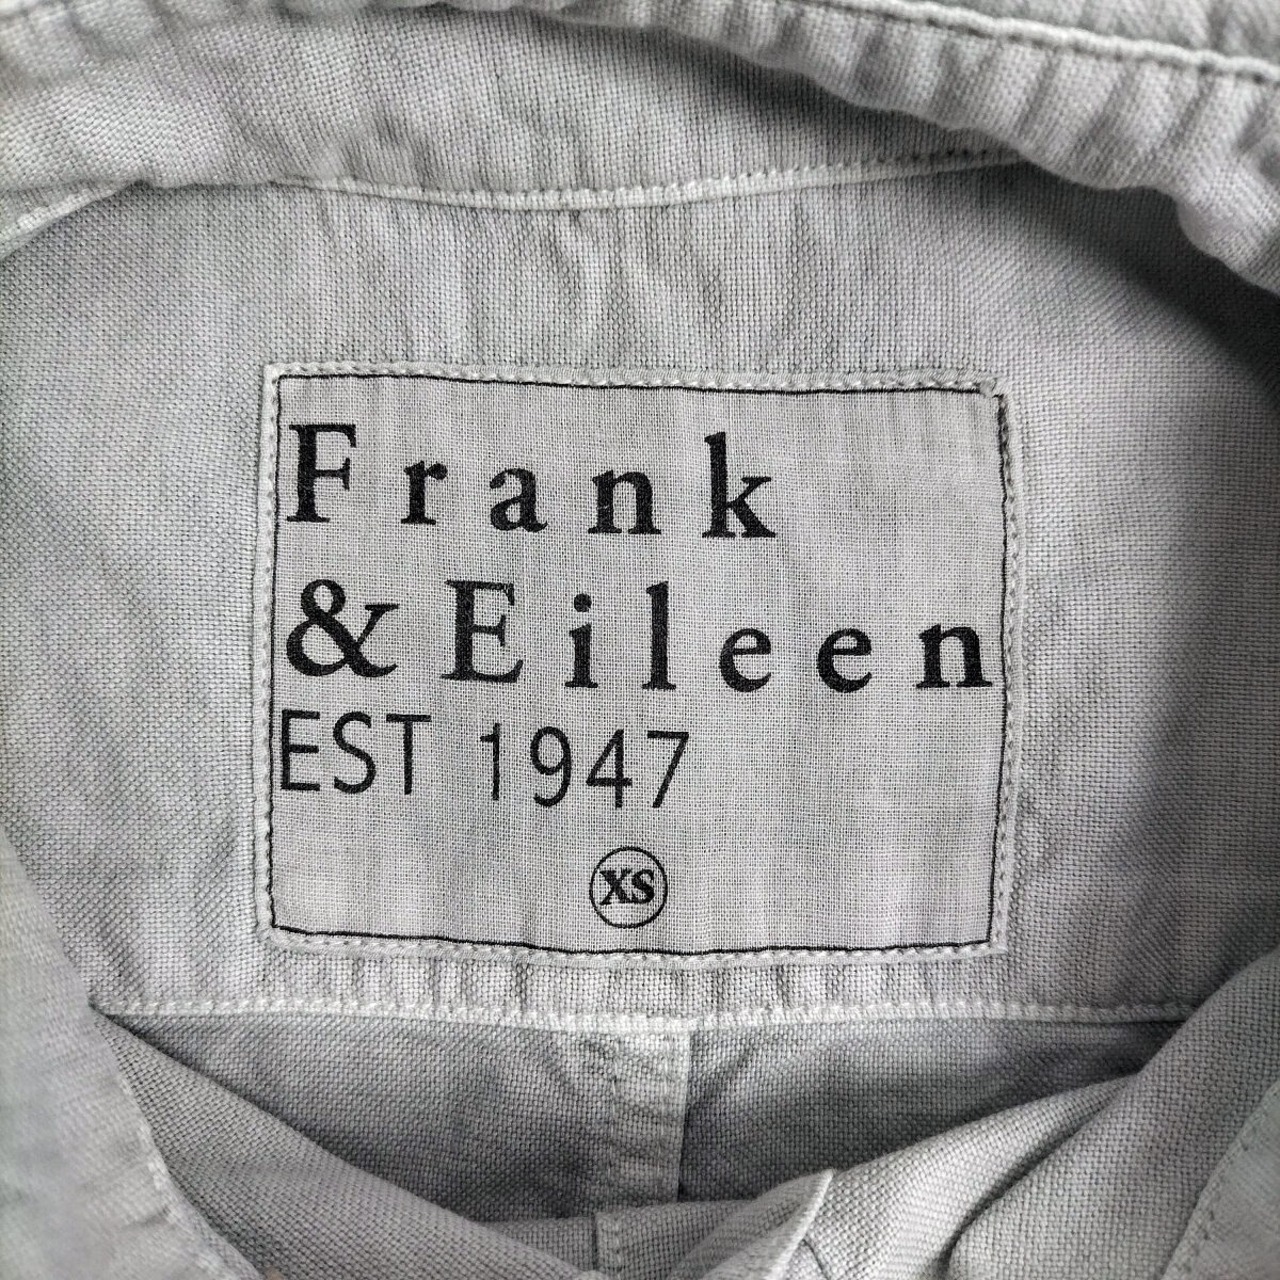 Frank
& Eileen
EST 1947
XS